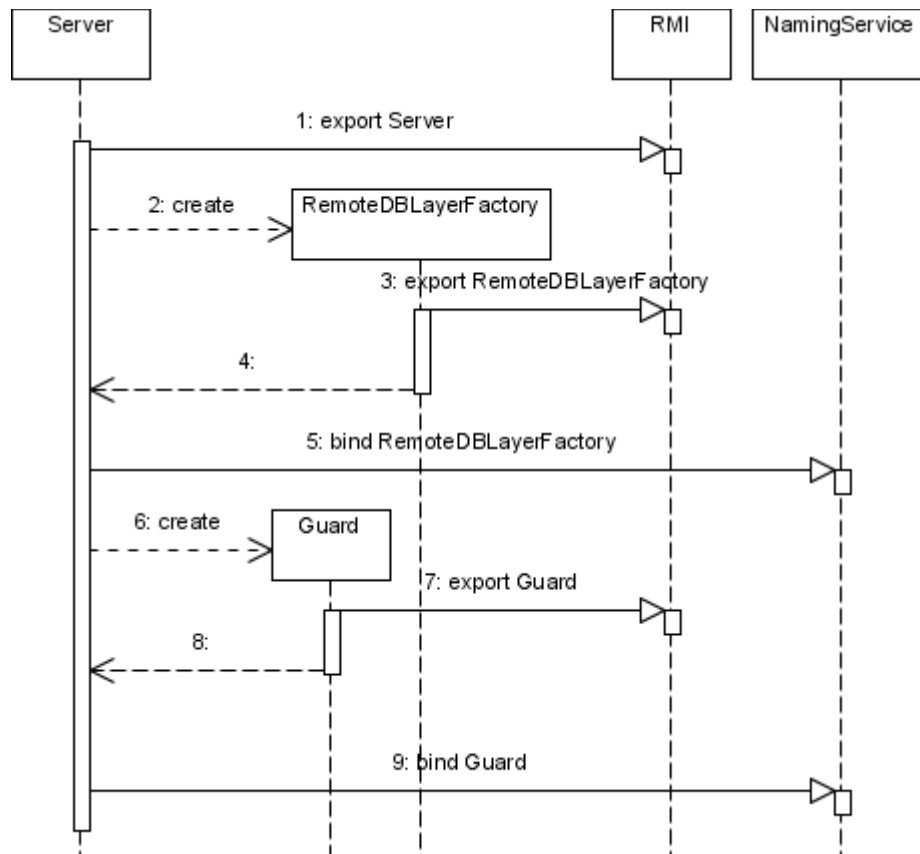 Server
RMI
NamingService
1: export Server
2: create
RemoteDBLayerFactory
3: export RemoteDBLayerFactory
4:
5: bind RemoteDBLayerFactory
6: create
Guard
7: export Guard
8:
9: bind Guard